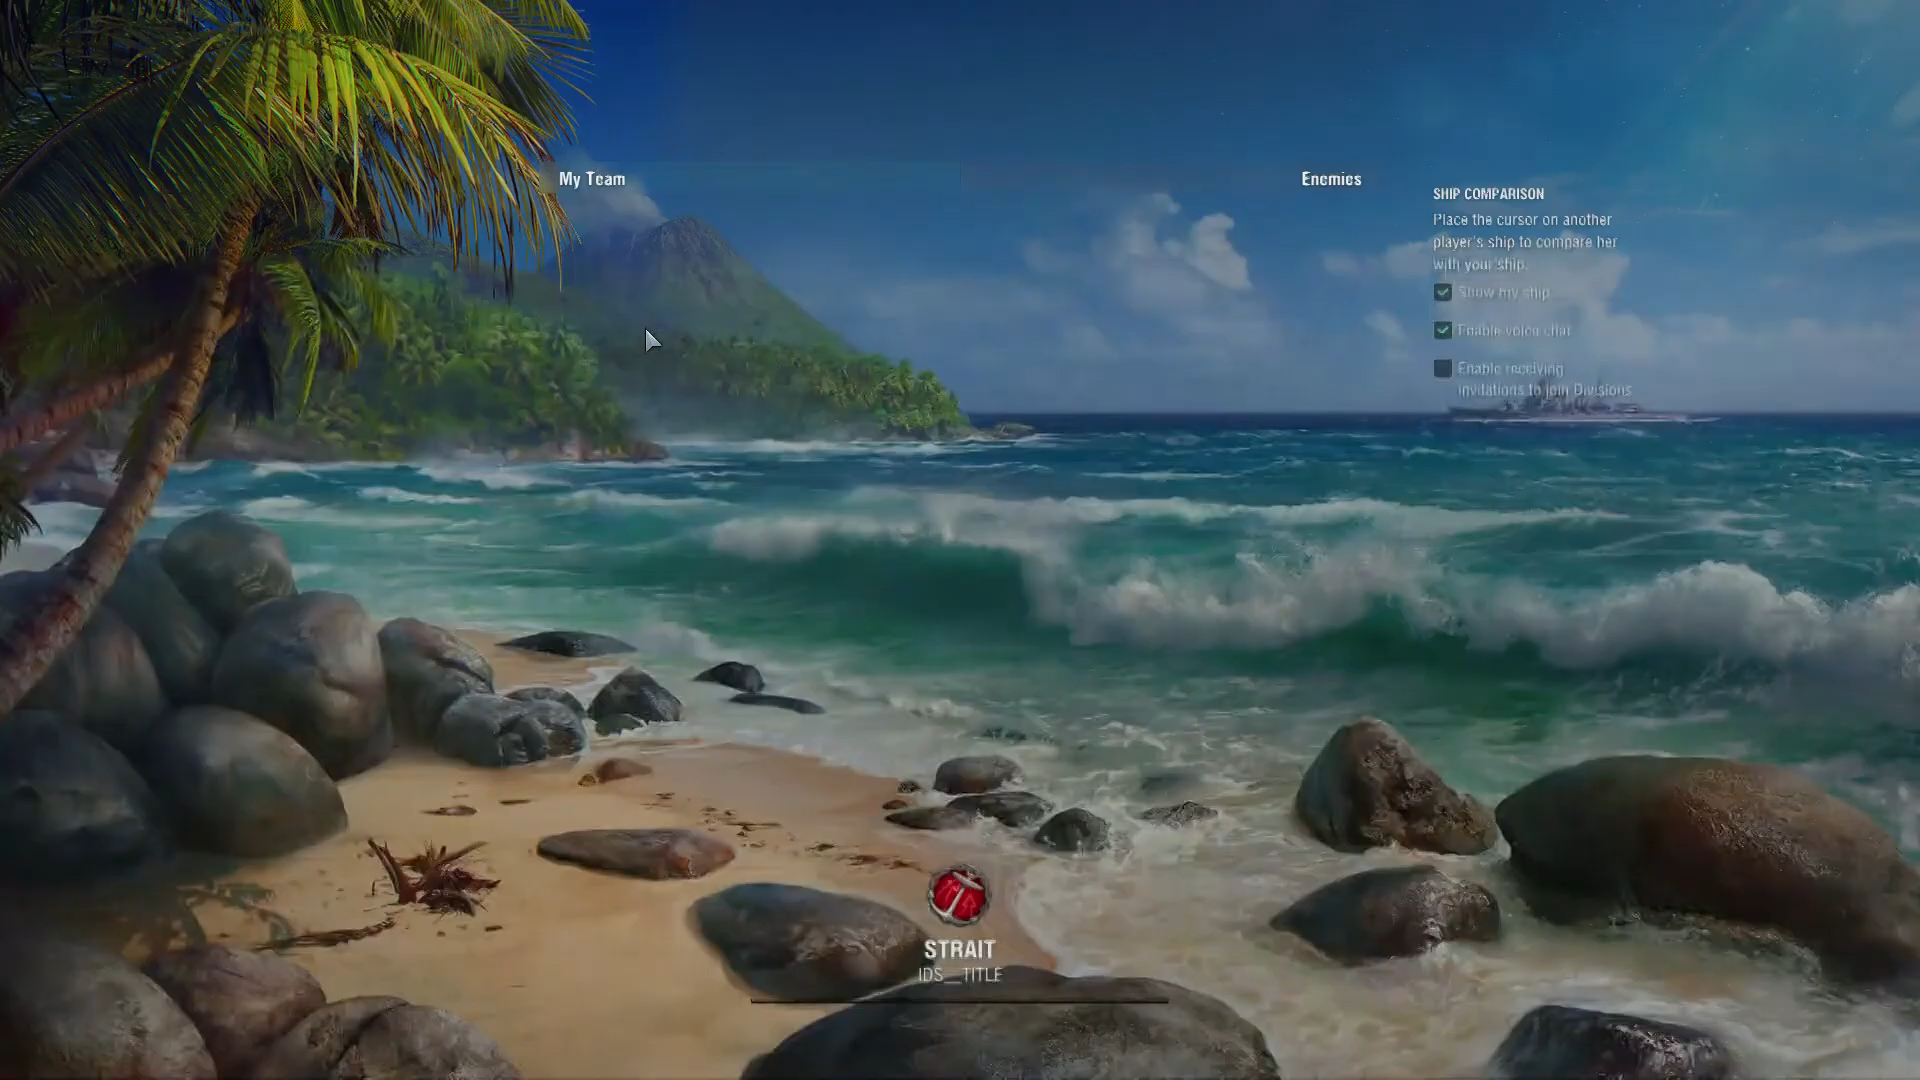 My Team
Enemies
SHIP COMPARISON
Place the cursor on another
player's ship to compare her
with your ship.
Show my ship
Enable voice chat
Enable receiving
invitations to join Divisions
STRAIT
IDS__TITLE